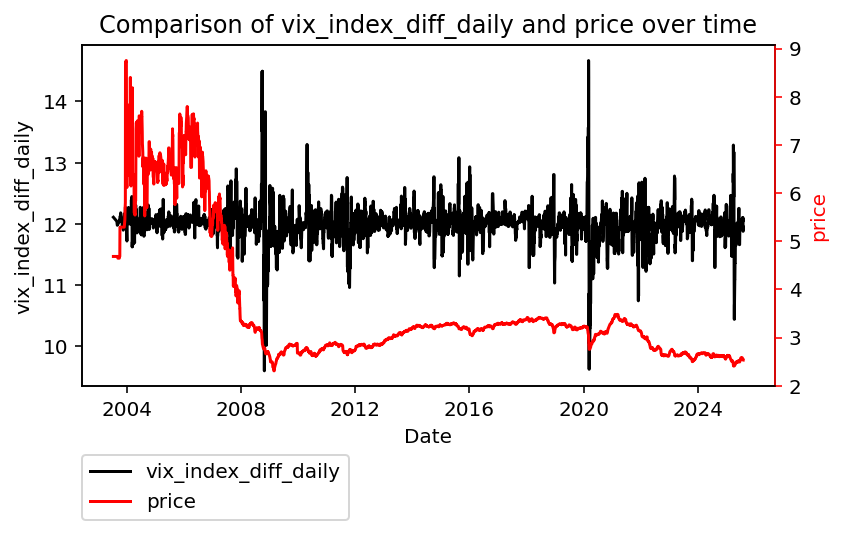 Comparison of vix_index_diff_daily and price over time
vix_index_diff_daily
14
13
12
11
10
9
8
7
6
5
4
3
2
price
2004 2008 2012 2016 2020 2024
Date
vix_index_diff_daily
price